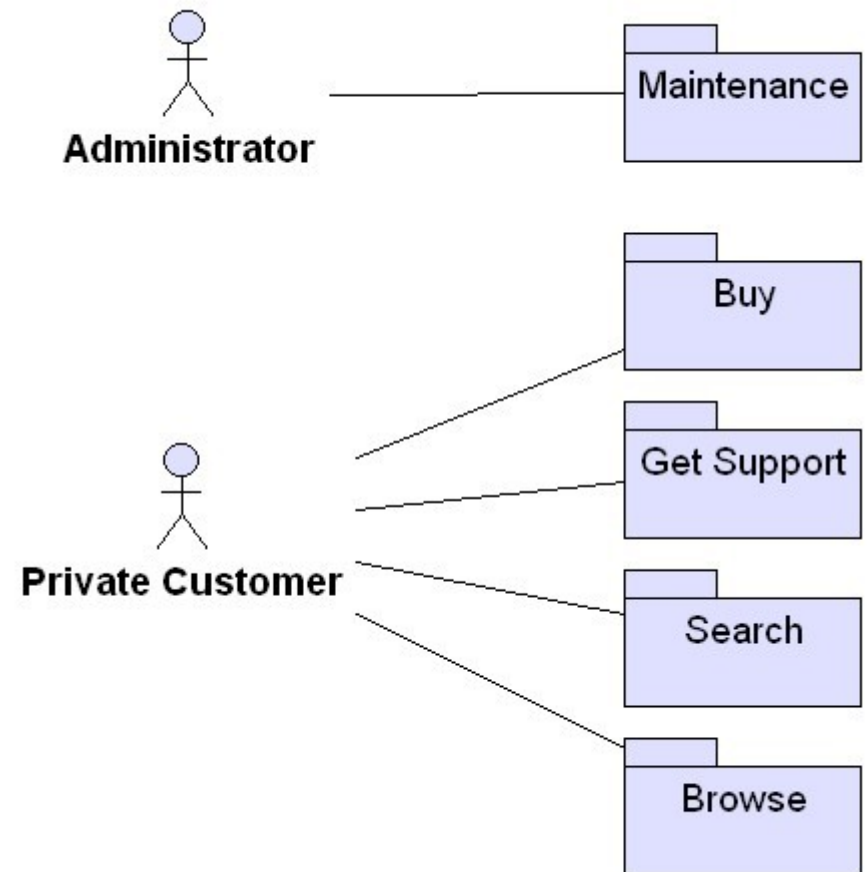 Administrator
Maintenance
Buy
Get Support
Private Customer
Search
Browse